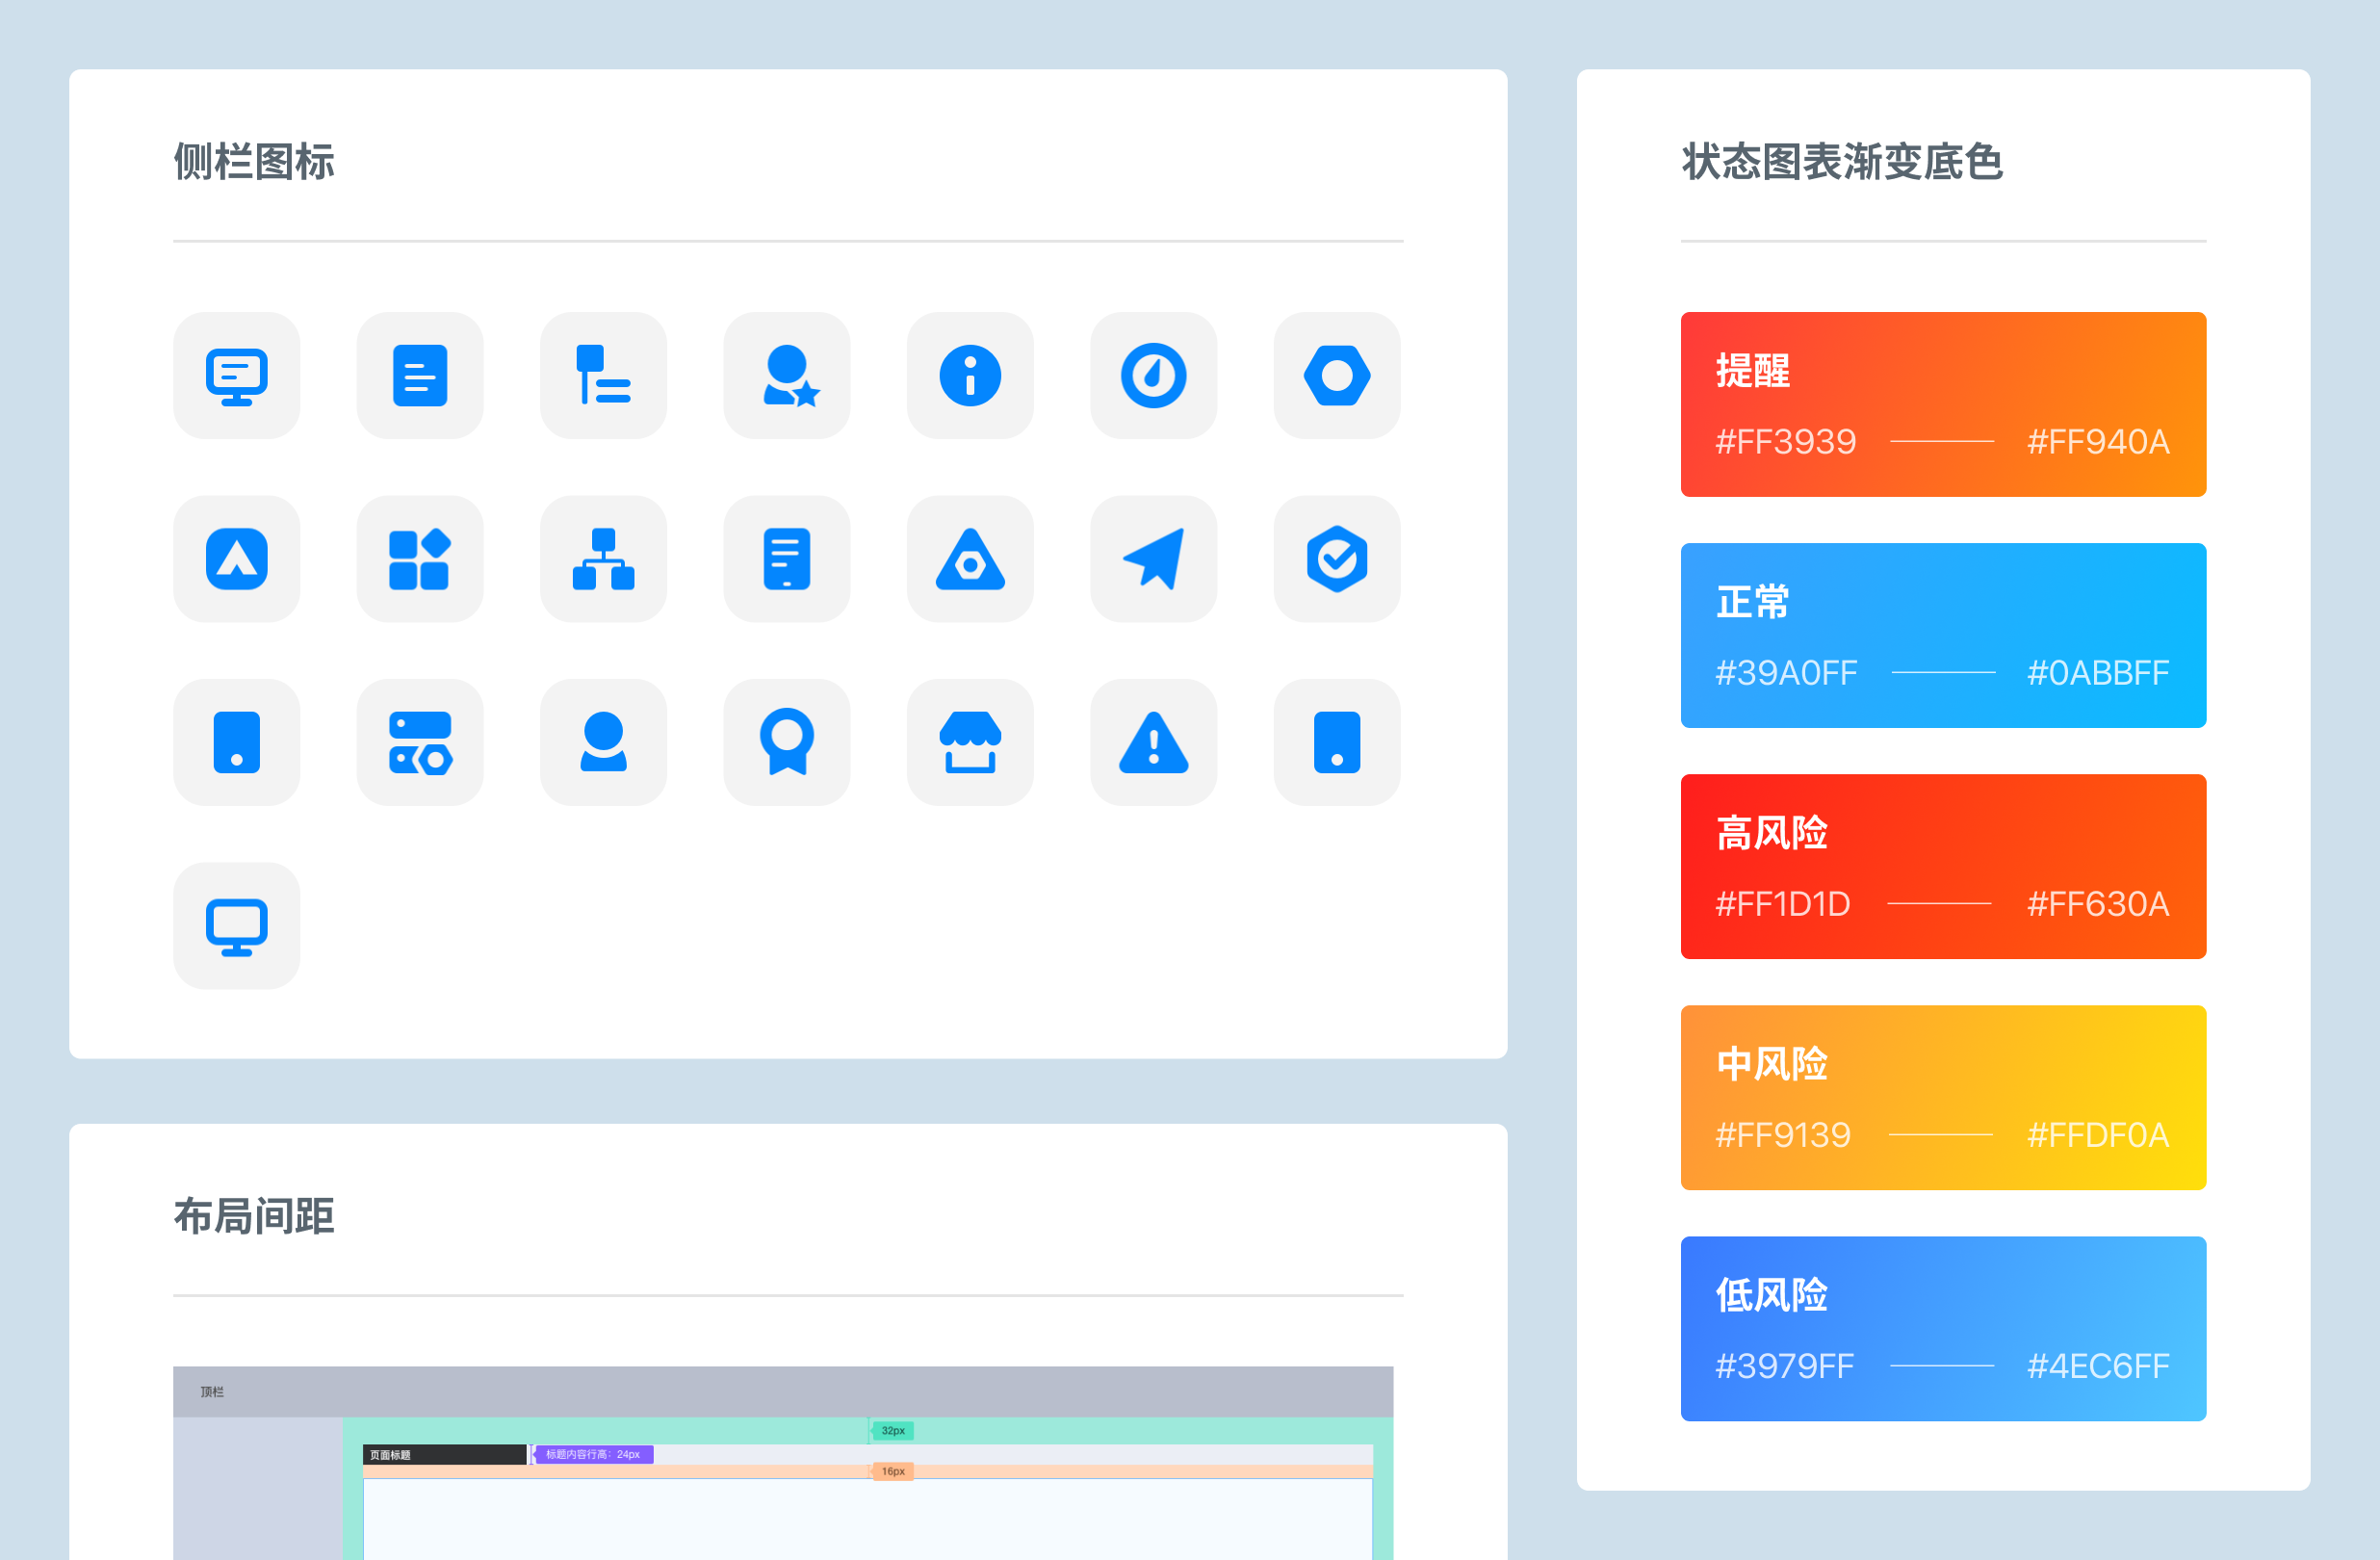 侧栏图标
布局间距
顶栏
32px
页面标题
标题内容行高：24px
16px
状态图表渐变底色
提醒
#FF3939
#FF940A
正常
#39A0FF
#0ABBFF
高风险
#FF1D1D
#FF630A
中风险
#FF9139
#FFDF0A
低风险
#3979FF
#4EC6FF